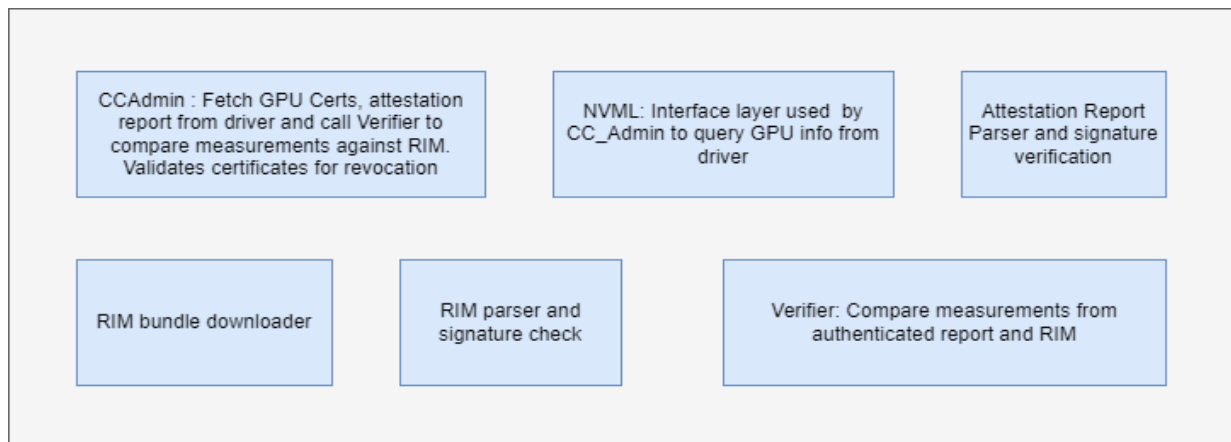 CCAdmin : Fetch GPU Certs, attestation
report from driver and call Verifier to
compare measurements against RIM.
Validates certificates for revocation
NVML: Interface layer used  by
CC_Admin to query GPU info from
driver
Attestation Report
Parser and signature
verification
RIM bundle downloader
RIM parser and
signature check
Verifier: Compare measurements from
authenticated report and RIM